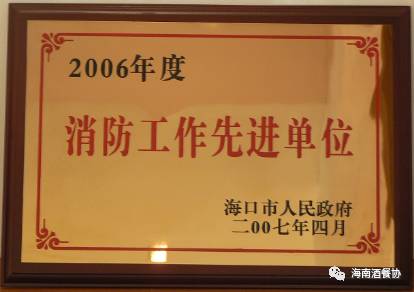 2006年度
消防工作先进单位
海口市人民政府
二00七年四月
海南酒餐协